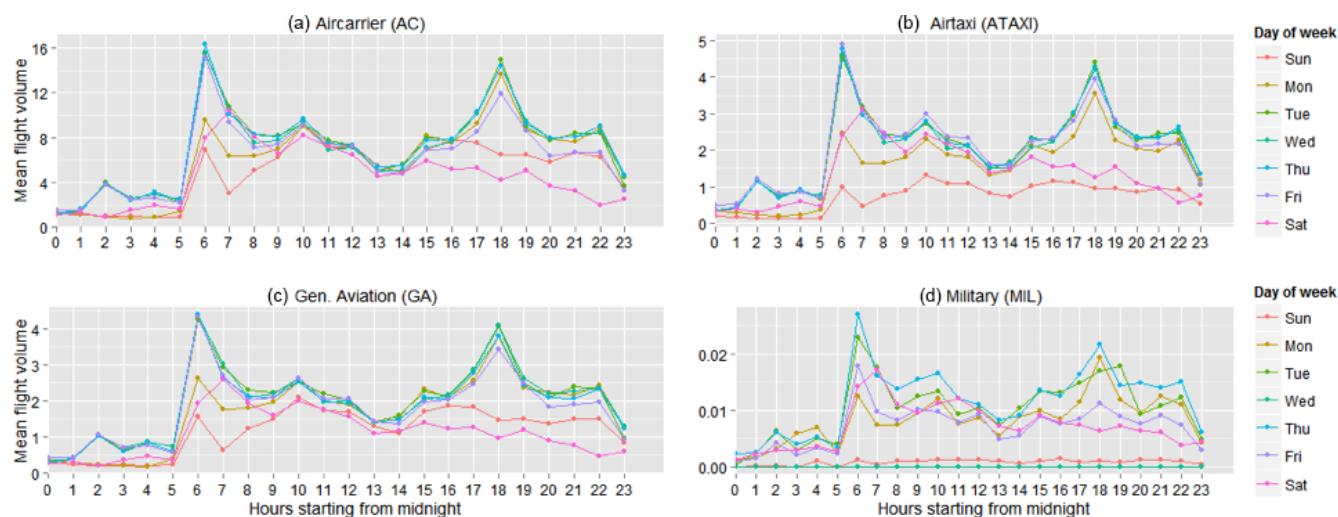 (a) Aircarrier (AC)
Mean flight volume
16
12
8
4
0
0 1 2 3 4 5 6 7 8 9 10 11 12 13 14 15 16 17 18 19 20 21 22 23
(b) Airtaxi (ATAXI)
5
4
3
2
1
0
0 1 2 3 4 5 6 7 8 9 10 11 12 13 14 15 16 17 18 19 20 21 22 23
Day of week
Sun
Mon
Tue
Wed
Thu
Fri
Sat
(c) Gen. Aviation (GA)
Mean flight volume
4
3
2
1
0
0 1 2 3 4 5 6 7 8 9 10 11 12 13 14 15 16 17 18 19 20 21 22 23
Hours starting from midnight
(d) Military (MIL)
0.02
0.01
0.00
0 1 2 3 4 5 6 7 8 9 10 11 12 13 14 15 16 17 18 19 20 21 22 23
Hours starting from midnight
Day of week
Sun
Mon
Tue
Wed
Thu
Fri
Sat